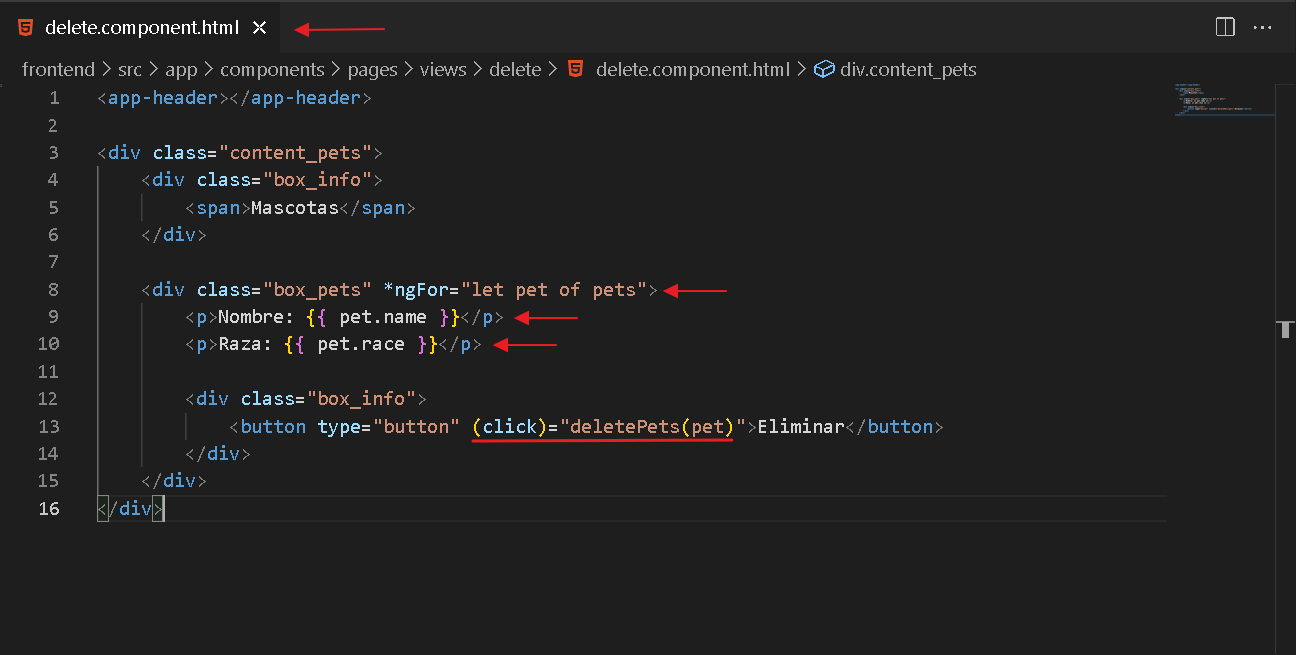 delete.component.html
frontend > src > app > components > pages > views > delete > delete.component.html > div.content_pets
1 <app-header></app-header>
2
3 <div class="content_pets">
4     <div class="box_info">
5         <span>Mascotas</span>
6     </div>
7
8     <div class="box_pets" *ngFor="let pet of pets">
9         <p>Nombre: {{ pet.name }}</p>
10         <p>Raza: {{ pet.race }}</p>
11
12         <div class="box_info">
13             <button type="button" (click)="deletePets(pet)">Eliminar</button>
14         </div>
15     </div>
16 </div>